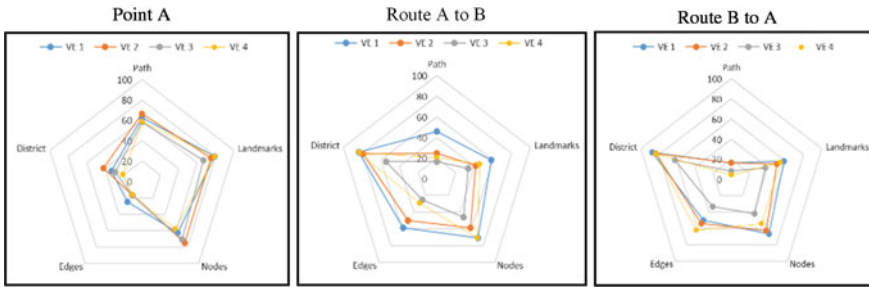 Point A
VE 1 VE 2 VE 3 VE 4
Path
100
80
60
40
20
0
District
Landmarks
Edges
Nodes
Route A to B
VE 1 VE 2 VE 3 VE 4
Path
100
80
60
40
20
0
District
Landmarks
Edges
Nodes
Route B to A
VE 1 VE 2 VE 3 VE 4
Path
100
80
60
40
20
0
District
Landmarks
Edges
Nodes